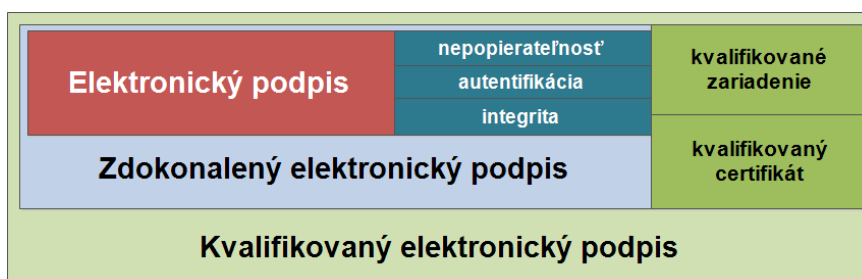 Elektronický podpis
nepopierateľnosť
autentifikácia
integrita
kvalifikované
zariadenie
Zdokonalený elektronický podpis
kvalifikovaný
certifikát
Kvalifikovaný elektronický podpis